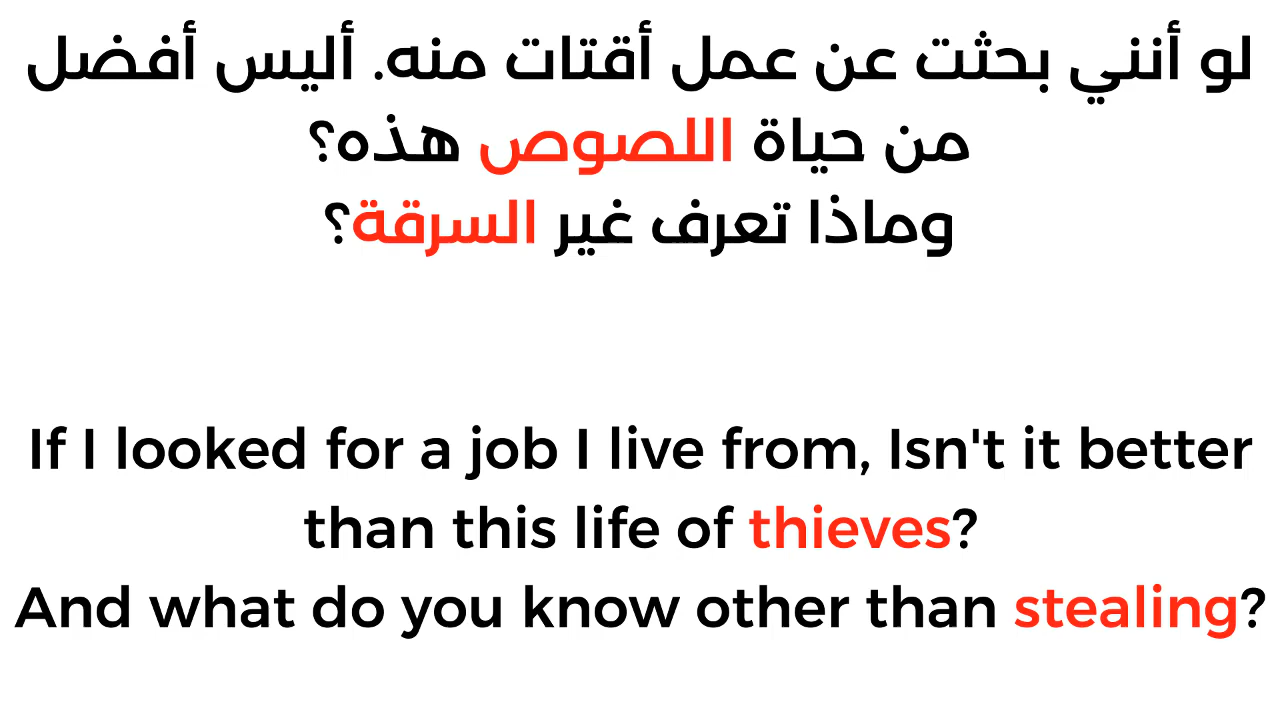 لو أنني بحثت عن عمل أقتات منه. أليس أفضل
من حياة اللصوص هذه؟
وماذا تعرف غير السرقة؟
If I looked for a job I live from, Isn't it better
than this life of thieves?
And what do you know other than stealing?